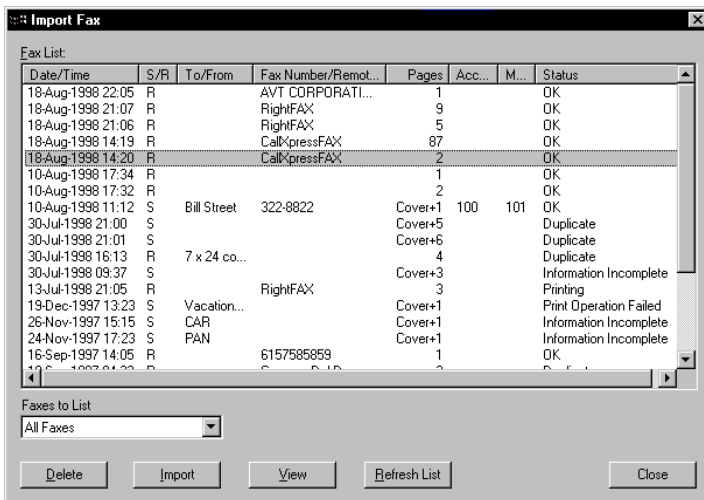 Import Fax
Fax List:
Date/Time S/R To/From Fax Number/Remot... Pages Acc... M... Status
18-Aug-1998 22:05 R AVT CORPORATI... 1 OK
18-Aug-1998 21:07 R RightFAX 9 OK
18-Aug-1998 21:06 R RightFAX 5 OK
18-Aug-1998 14:19 R CallXpressFAX 87 OK
18-Aug-1998 14:20 R CallXpressFAX 2 OK
10-Aug-1998 17:34 R 1 OK
10-Aug-1998 17:32 R 2 OK
10-Aug-1998 11:12 S Bill Street 322-8822 Cover+1 100 101 OK
30-Jul-1998 21:00 S Cover+5 Duplicate
30-Jul-1998 21:01 S Cover+6 Duplicate
30-Jul-1998 16:13 R 7 x 24 co... 4 Duplicate
30-Jul-1998 09:37 S Cover+3 Information Incomplete
13-Jul-1998 21:05 R RightFAX 3 Printing
19-Dec-1997 13:23 S Vacation... Cover+1 Print Operation Failed
26-Nov-1997 15:15 S CAR Cover+1 Information Incomplete
24-Nov-1997 17:23 S PAN Cover+1 Information Incomplete
16-Sep-1997 14:05 R 6157585859 1 OK
Faxes to List
All Faxes
Delete Import View Refresh List Close